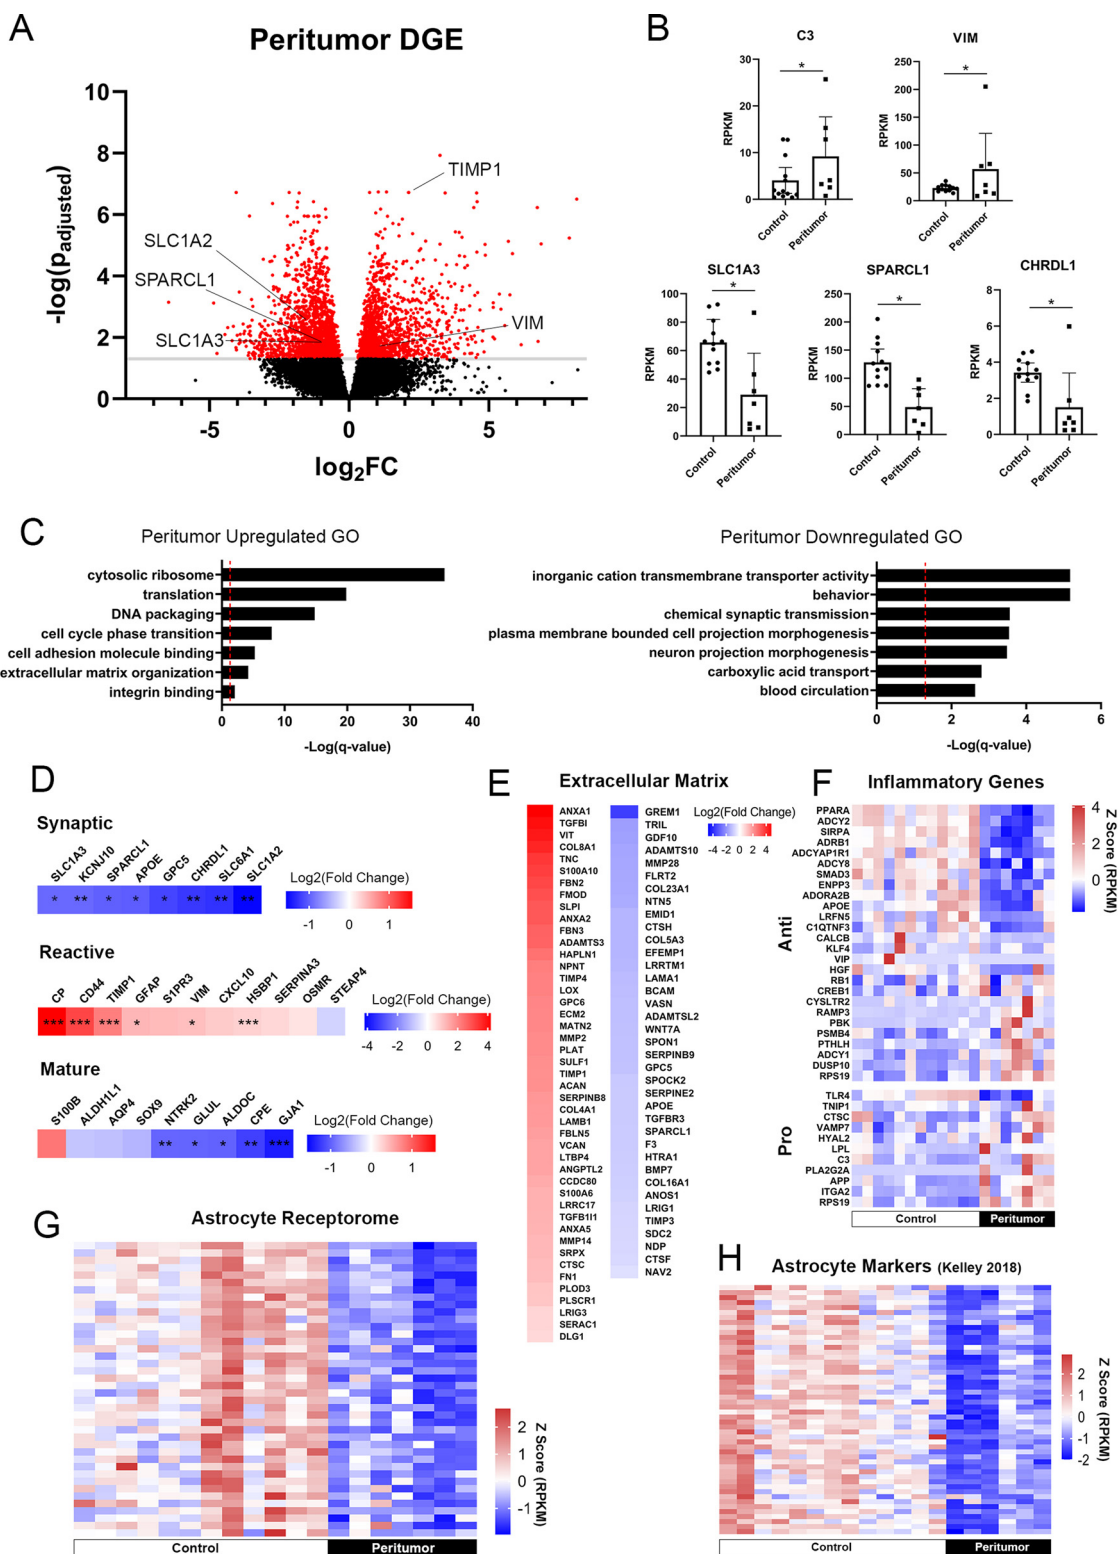 A
Peritumor DGE
-log(padjusted)
10
8
6
4
2
0
-5
0
5
log2FC
TIMP1
SLC1A2
SPARCL1
SLC1A3
VIM
B
C3
RPKM
30
20
10
0
*
Control
Peritumor
VIM
RPKM
250
200
150
100
50
0
*
Control
Peritumor
SLC1A3
RPKM
100
80
60
40
20
0
*
Control
Peritumor
SPARCL1
RPKM
250
200
150
100
50
0
*
Control
Peritumor
CHRDL1
RPKM
8
6
4
2
0
*
Control
Peritumor
C
Peritumor Upregulated GO
cytosolic ribosome
translation
DNA packaging
cell cycle phase transition
cell adhesion molecule binding
extracellular matrix organization
integrin binding
0
10
20
30
40
-Log(q-value)
Peritumor Downregulated GO
inorganic cation transmembrane transporter activity
behavior
chemical synaptic transmission
plasma membrane bounded cell projection morphogenesis
neuron projection morphogenesis
carboxylic acid transport
blood circulation
0
2
4
6
-Log(q-value)
D
Synaptic
SLC1A3
KCNJ10
SPARCL1
APOE
GPC5
CHRDL1
SLC6A1
SLC1A2
* ** * * * ** ** **
Log2(Fold Change)
-1 0 1
Reactive
CP
CD44
TIMP1
GFAP
S1PR3
VIM
CXCL10
HSBP1
SERPINA3
OSMR
STEAP4
*** *** *** * * ***
Log2(Fold Change)
-4 -2 0 2 4
Mature
S100B
ALDH1L1
AQP4
SOX9
NTRK2
GLUL
ALDOC
CPE
GJA1
** * * ** ***
Log2(Fold Change)
-1 0 1
E
Extracellular Matrix
ANXA1
TGFBI
VIT
COL8A1
TNC
S100A10
FBN2
FMOD
SLPI
ANXA2
FBN3
ADAMTS3
HAPLN1
NPNT
TIMP4
LOX
GPC6
ECM2
MATN2
MMP2
PLAT
SULF1
TIMP1
ACAN
SERPINB8
COL4A1
LAMB1
FBLN5
VCAN
LTBP4
ANGPTL2
CCDC80
S100A6
LRRC17
TGFB1I1
ANXA5
MMP14
SRPX
CTSC
FN1
PLOD3
PLSCR1
LRIG3
SERAC1
DLG1
GREM1
TRIL
GDF10
ADAMTS10
MMP28
FLRT2
COL23A1
NTN5
EMID1
CTSH
COL5A3
EFEMP1
LRRTM1
LAMA1
BCAM
VASN
ADAMTSL2
WNT7A
SPON1
SERPINB9
GPC5
SPOCK2
SERPINE2
APOE
TGFBR3
SPARCL1
F3
HTRA1
BMP7
COL16A1
ANOS1
LRIG1
TIMP3
SDC2
NDP
CTSF
NAV2
Log2(Fold Change)
-4 -2 0 2 4
F
Inflammatory Genes
Anti
PPARA
ADCY2
SIRPA
ADRB1
ADCYAP1R1
ADCY8
SMAD3
ENPP3
ADORA2B
APOE
LRFN5
C1QTNF3
CALCB
KLF4
VIP
HGF
RB1
CREB1
CYSLTR2
RAMP3
PBK
PSMB4
PTHLH
ADCY1
DUSP10
RPS19
Pro
TLR4
TNIP1
CTSC
VAMP7
HYAL2
LPL
C3
PLA2G2A
APP
ITGA2
RPS19
Control
Peritumor
4
2
0
Z Score (RPKM)
G
Astrocyte Receptorome
Control
Peritumor
2
1
0
-1
Z Score (RPKM)
H
Astrocyte Markers (Kelley 2018)
Control
Peritumor
2
1
0
-1
-2
Z Score (RPKM)